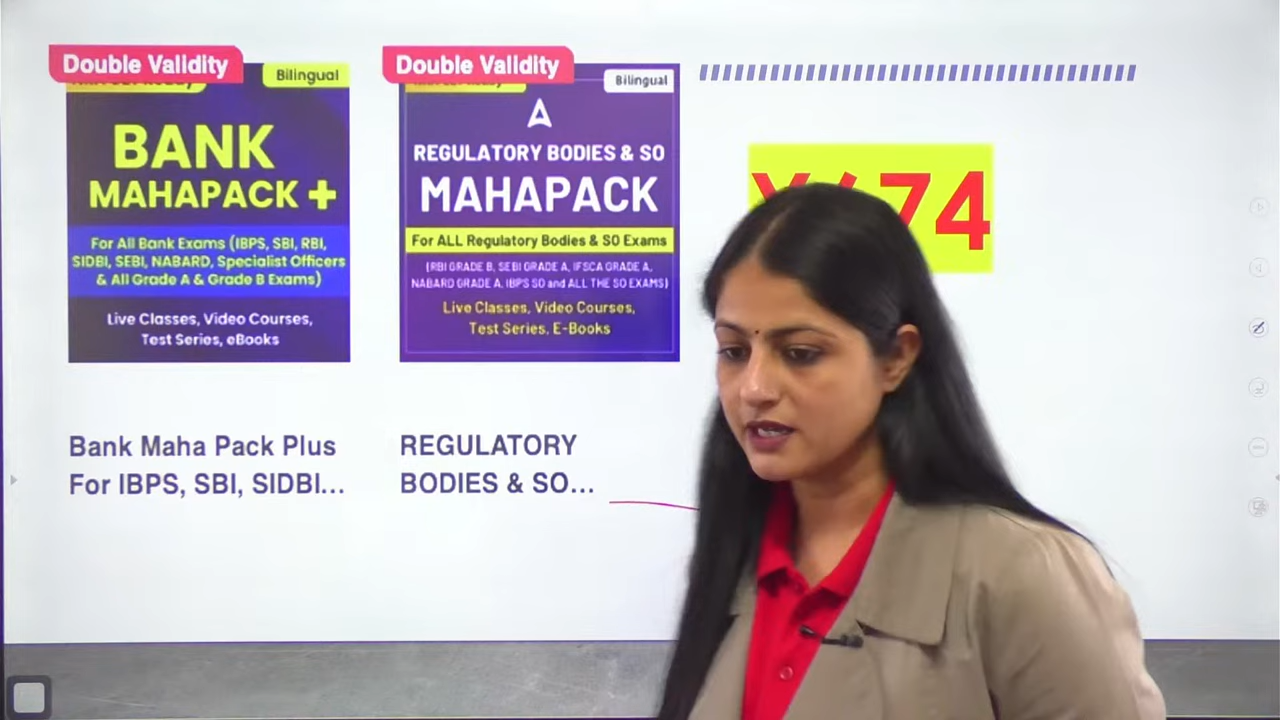 Double Validity
Bilingual
BANK
MAHAPACK +
For All Bank Exams (IBPS, SBI, RBI,
SIDBI, SEBI, NABARD, Specialist Officers
& All Grade A & Grade B Exams)
Live Classes, Video Courses,
Test Series, eBooks
Bank Maha Pack Plus
For IBPS, SBI, SIDBI...
Double Validity
Bilingual
REGULATORY BODIES & SO
MAHAPACK
For ALL Regulatory Bodies & SO Exams
(RBI GRADE B, SEBI GRADE A, IFSCA GRADE A,
NABARD GRADE A, IBPS SO and ALL THE SO EXAMS)
Live Classes, Video Courses,
Test Series, E-Books
REGULATORY
BODIES & SO...
74